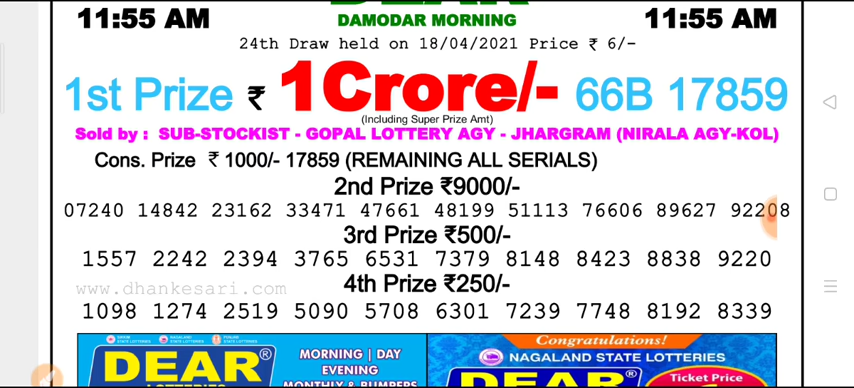 DEAR
11:55 AM DAMODAR MORNING 11:55 AM
24th Draw held on 18/04/2021 Price ₹ 6/-
1st Prize ₹ 1Crore/- 66B 17859
(Including Super Prize Amt)
Sold by : SUB-STOCKIST - GOPAL LOTTERY AGY - JHARGRAM (NIRALA AGY-KOL)
Cons. Prize ₹ 1000/- 17859 (REMAINING ALL SERIALS)
2nd Prize ₹9000/-
07240 14842 23162 33471 47661 48199 51113 76606 89627 92208
3rd Prize ₹500/-
1557 2242 2394 3765 6531 7379 8148 8423 8838 9220
4th Prize ₹250/-
www.dhankesari.com
1098 1274 2519 5090 5708 6301 7239 7748 8192 8339
DEAR®
LOTTERIES
MORNING | DAY
EVENING
MONTHLY & BUMPERS
Congratulations!
NAGALAND STATE LOTTERIES
DEAR®
Ticket Price